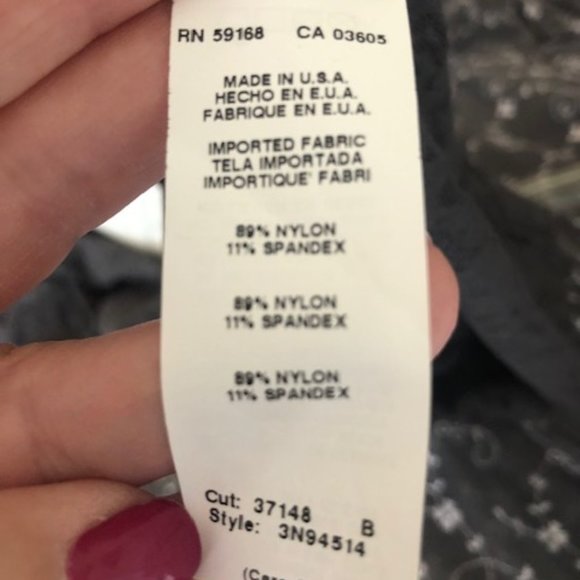 RN 59168 CA 03605
MADE IN U.S.A.
HECHO EN E.U.A.
FABRIQUE EN E.U.A.
IMPORTED FABRIC
TELA IMPORTADA
IMPORTIQUE' FABRI
89% NYLON
11% SPANDEX
89% NYLON
11% SPANDEX
89% NYLON
11% SPANDEX
Cut: 37148 B
Style: 3N94514